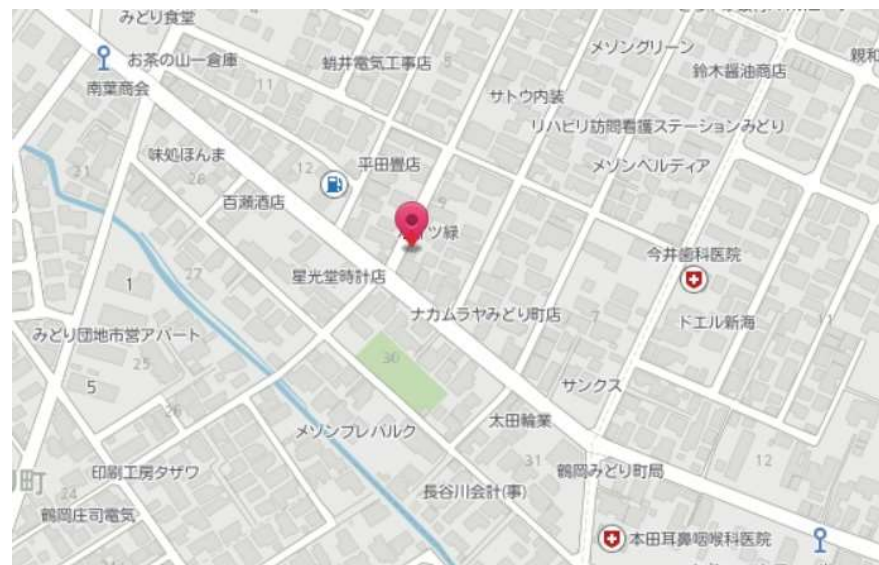 みどり食堂
お茶の山一倉庫
南葉商会
蛸井電気工事店
5
メゾングリーン
鈴木醤油商店
親和
11
サトウ内装
リハビリ訪問看護ステーションみどり
味処ほんま
12
平田畳店
メゾンベルディア
31
28
百瀬酒店
9
ツ緑
今井歯科医院
星光堂時計店
27
1
ナカムラヤみどり町店
7
ドエル新海
11
みどり団地市営アパート
30
25
5
サンクス
26
メゾンプレバルク
太田輪業
印刷工房タザワ
31
鶴岡みどり町局
12
町
24
長谷川会計(事)
鶴岡庄司電気
本田耳鼻咽喉科医院